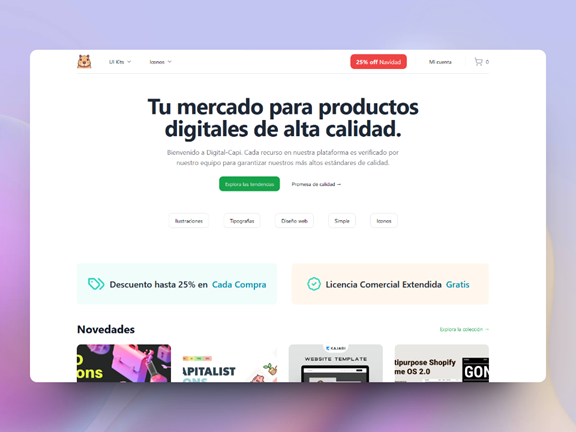 UI Kits
Iconos
25% off Navidad
Mi cuenta
0
Tu mercado para productos
digitales de alta calidad.
Bienvenido a Digital-Capi. Cada recurso en nuestra plataforma es verificado por
nuestro equipo para garantizar nuestros más altos estándares de calidad.
Explora las tendencias
Promesa de calidad →
Ilustraciones
Tipografías
Diseño web
Simple
Iconos
Descuento hasta 25% en Cada Compra
Licencia Comercial Extendida Gratis
Novedades
Explora la colección →
ons
APITALIST
ONS
KAJABI
WEBSITE TEMPLATE
tipurpose Shopify
me OS 2.0
GON